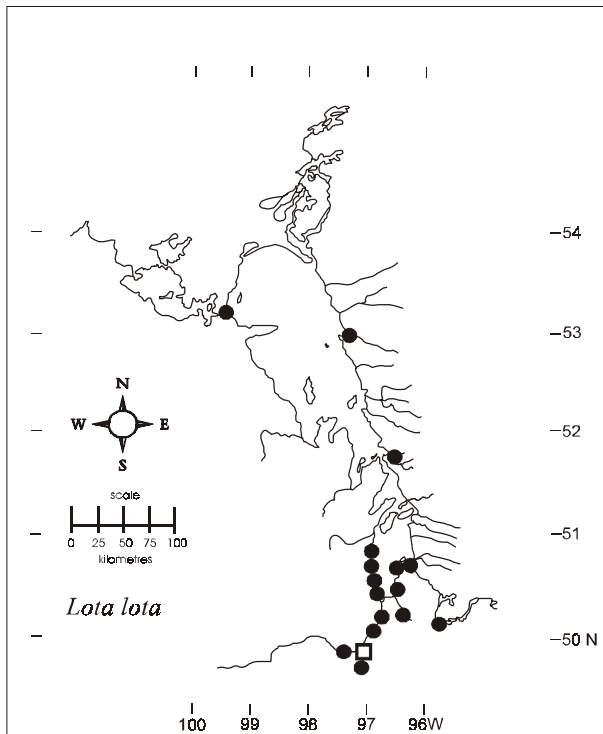 –54
–53
N
W E
S
–52
scale
0 25 50 75 100
kilometres
–51
Lota lota
–50 N
100 99 98 97 96W